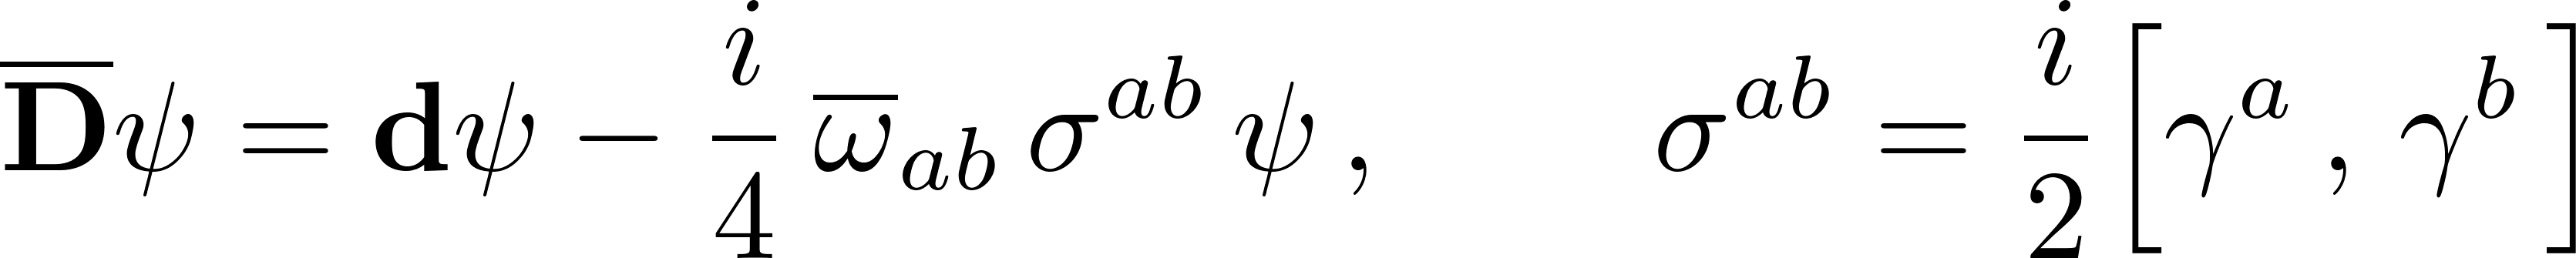 $\overline{\mathbf{D}}\psi = \mathbf{d}\psi - \frac{i}{4}\,\overline{\omega}_{ab}\,\sigma^{ab}\,\psi\,, \qquad \sigma^{ab} = \frac{i}{2}\left[\gamma^{a}\,,\,\gamma^{b}\right]$